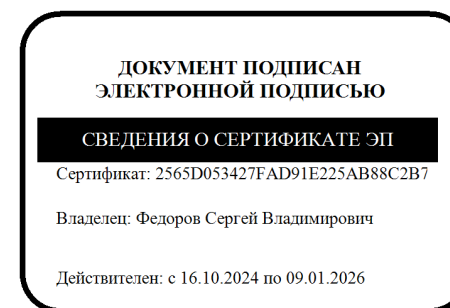 ДОКУМЕНТ ПОДПИСАН
ЭЛЕКТРОННОЙ ПОДПИСЬЮ
СВЕДЕНИЯ О СЕРТИФИКАТЕ ЭП
Сертификат: 2565D053427FAD91E225AB88C2B7
Владелец: Федоров Сергей Владимирович
Действителен: с 16.10.2024 по 09.01.2026